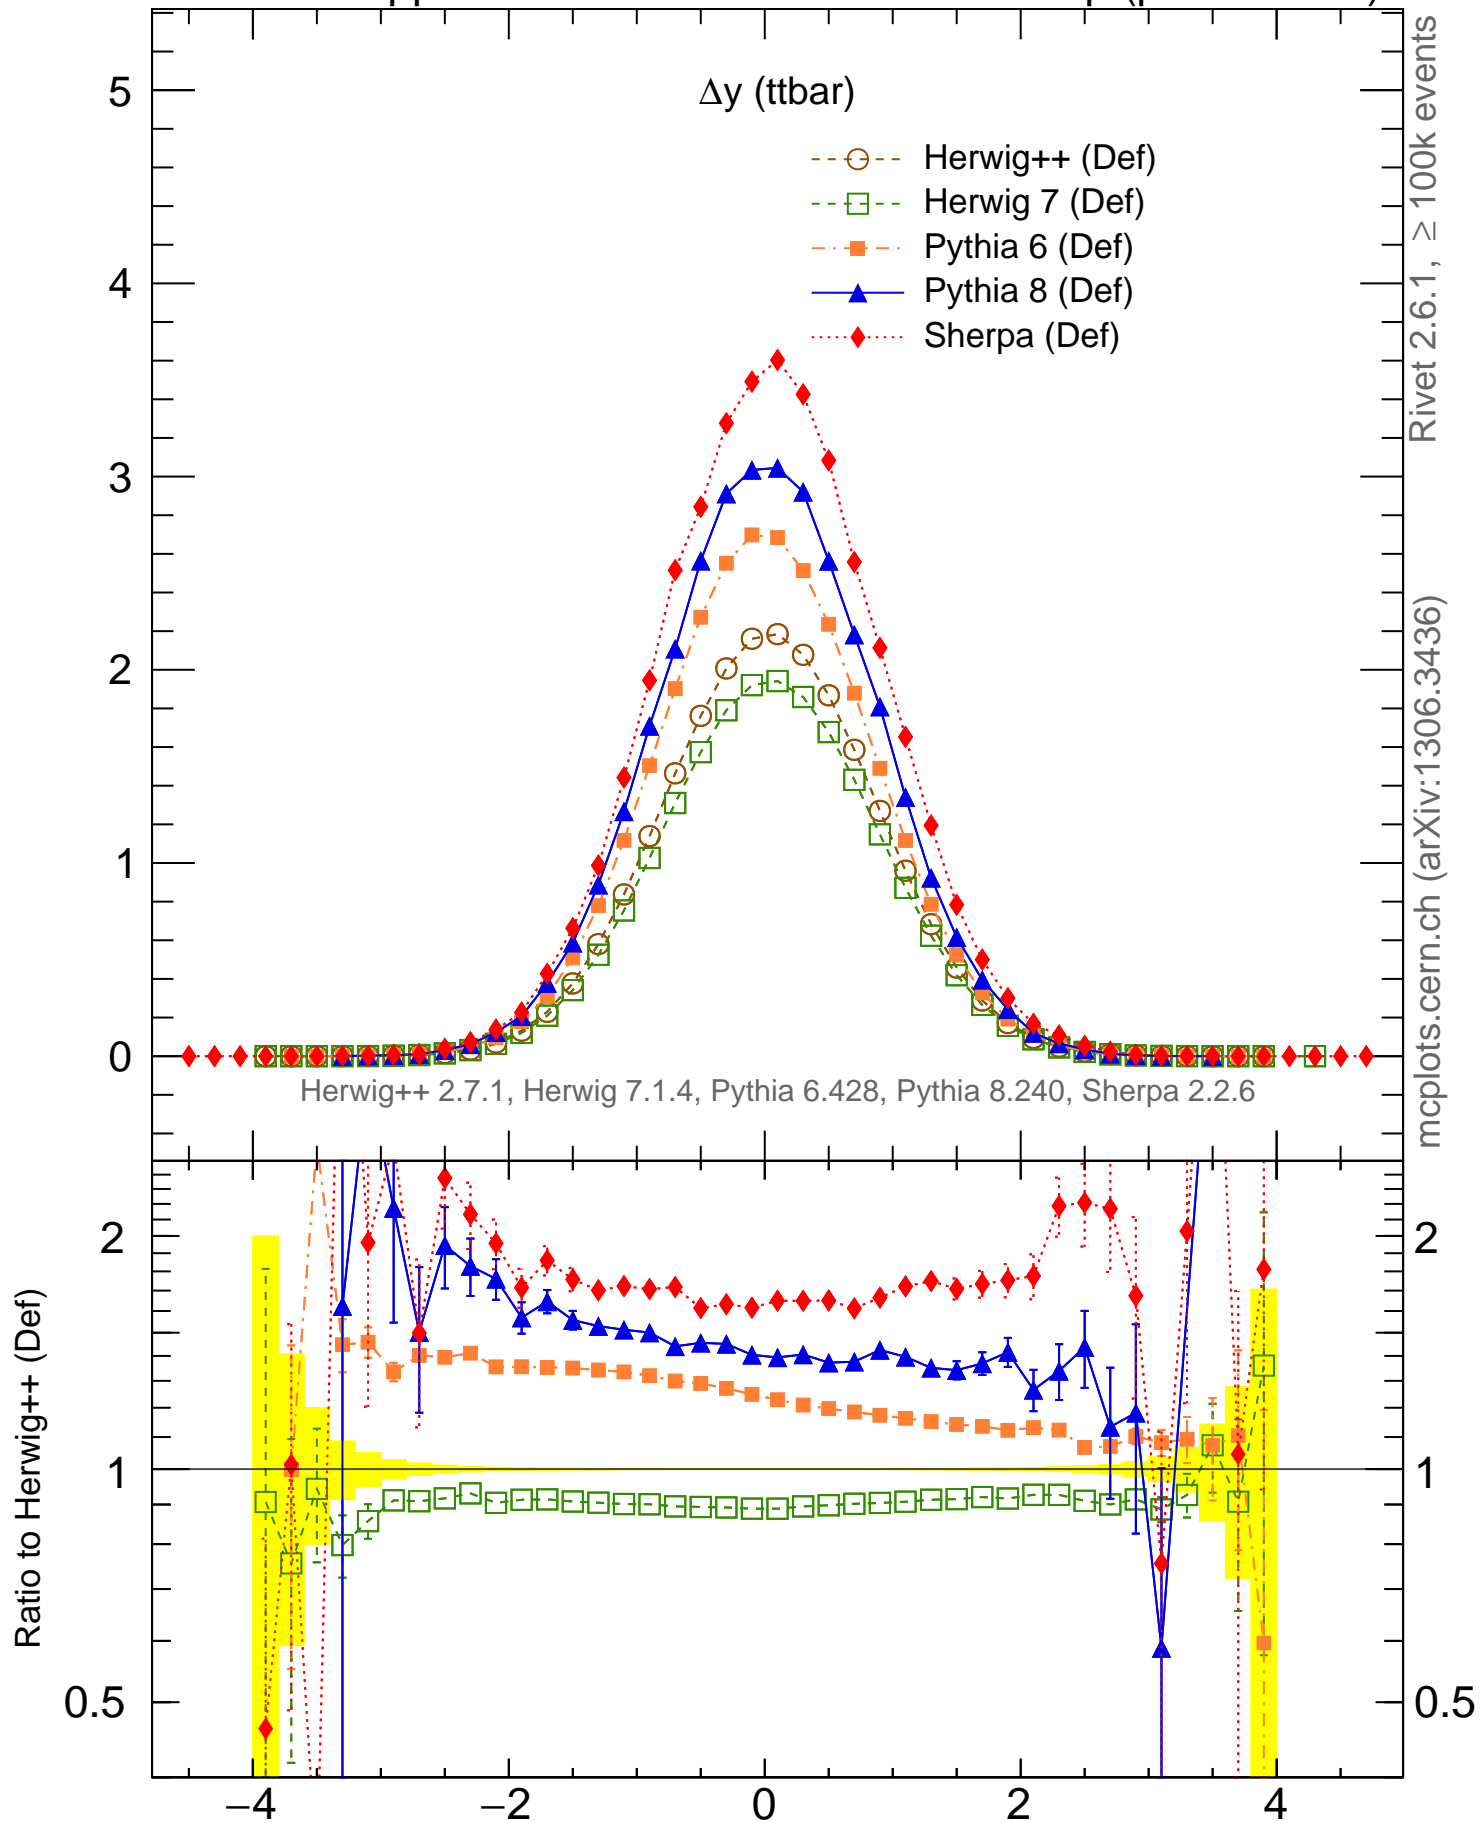 Δy (ttbar)
Herwig++ (Def)
Herwig 7 (Def)
Pythia 6 (Def)
Pythia 8 (Def)
Sherpa (Def)
5
4
3
2
1
0
Herwig++ 2.7.1, Herwig 7.1.4, Pythia 6.428, Pythia 8.240, Sherpa 2.2.6
Rivet 2.6.1, ≥ 100k events
mcplots.cern.ch (arXiv:1306.3436)
Ratio to Herwig++ (Def)
2
1
0.5
2
1
0.5
−4
−2
0
2
4